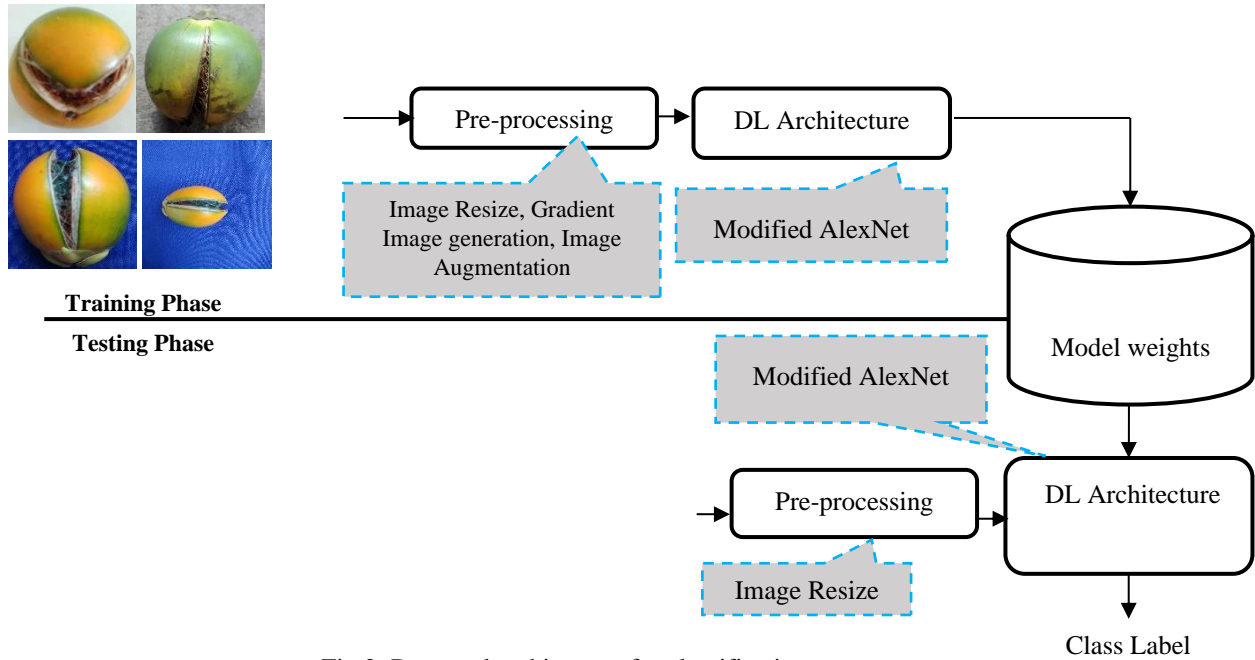 Pre-processing
DL Architecture
Image Resize, Gradient
Image generation, Image
Augmentation
Modified AlexNet
Training Phase
Testing Phase
Model weights
Modified AlexNet
Pre-processing
DL Architecture
Image Resize
Class Label